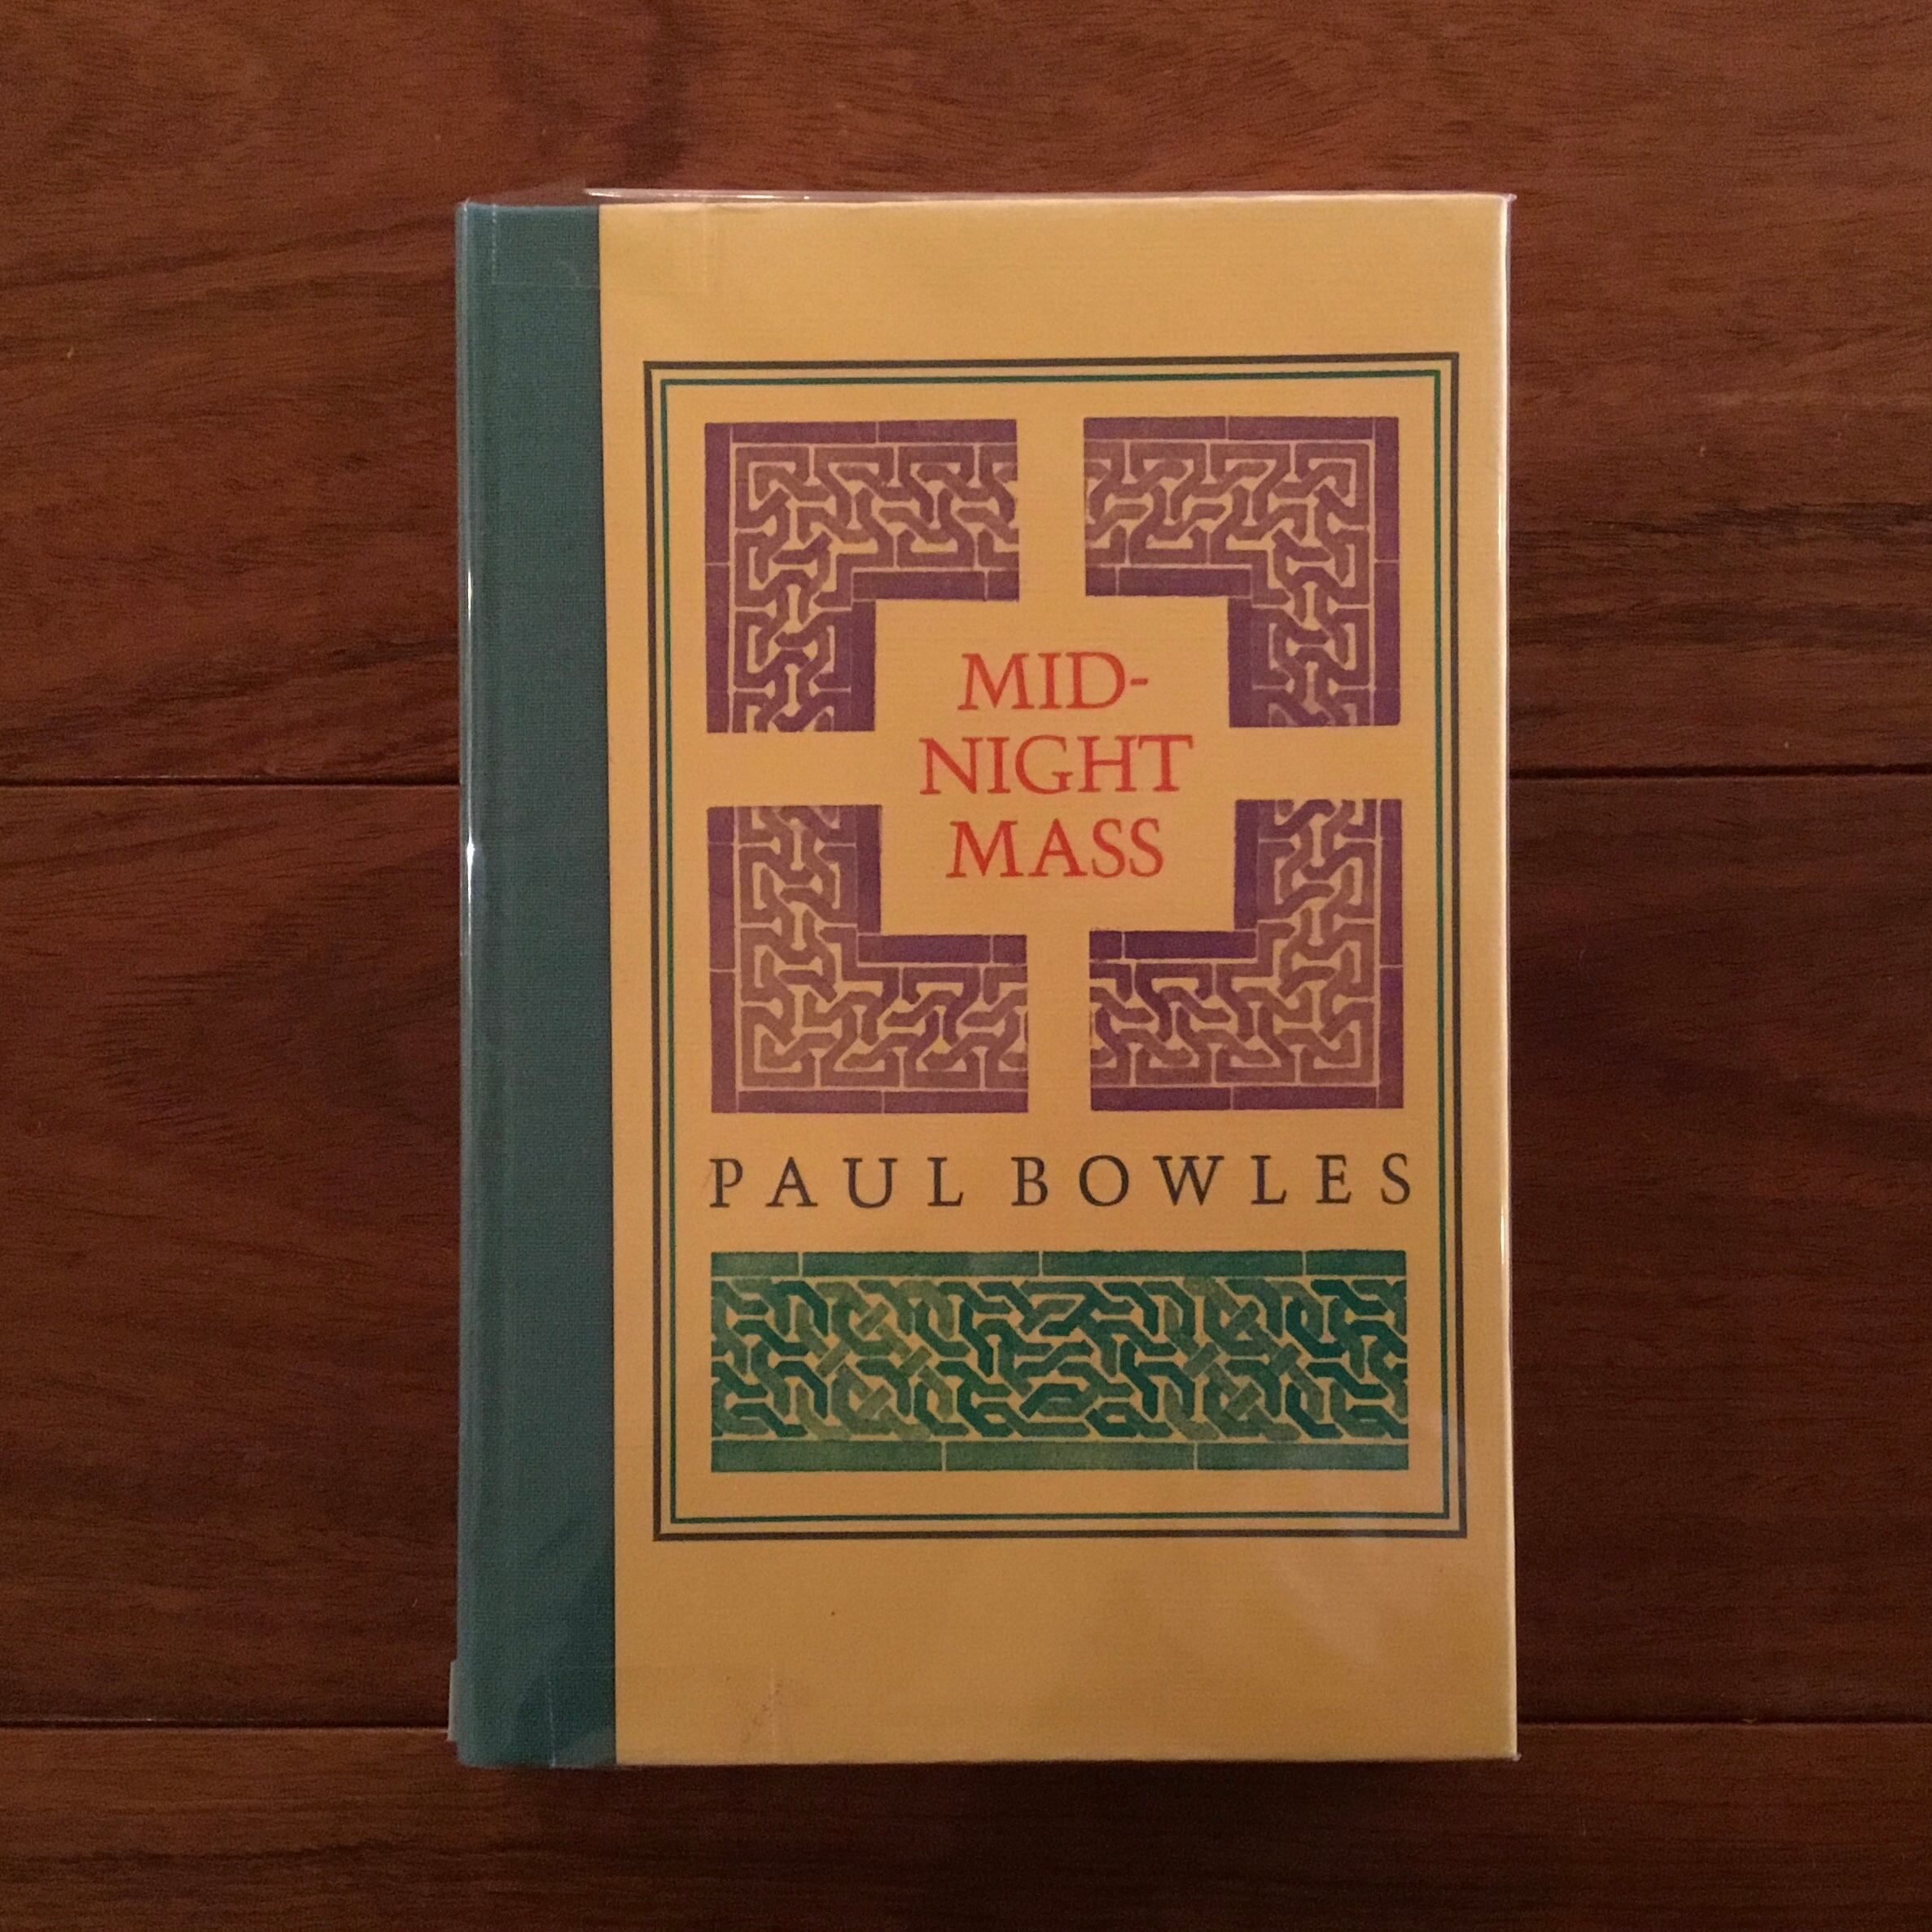 MID-
NIGHT
MASS
PAUL BOWLES